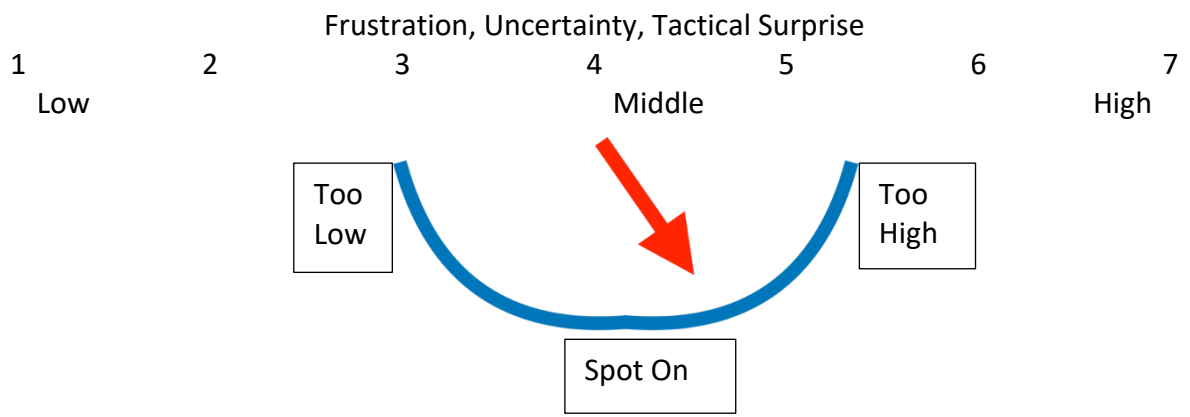 Frustration, Uncertainty, Tactical Surprise
1 2 3 4 5 6 7
Low Middle High
Too
Low
Too
High
Spot On